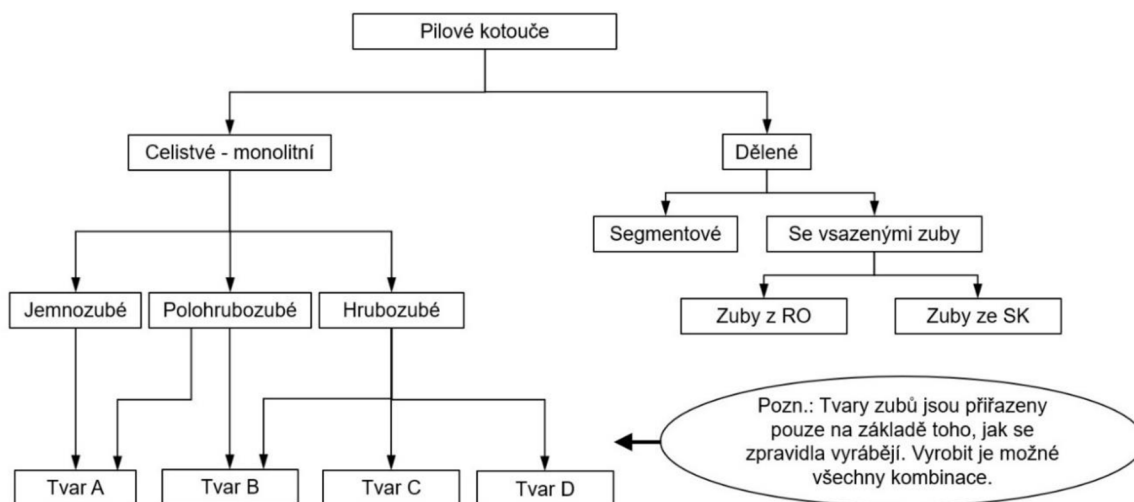 Pilové kotouče
Celistvé - monolitní
Dělené
Segmentové
Se vsazenými zuby
Jemnozubé
Polohrubozubé
Hrubozubé
Zuby z RO
Zuby ze SK
Pozn.: Tvary zubů jsou přiřazeny
pouze na základě toho, jak se
zpravidla vyrábějí. Vyrobit je možné
všechny kombinace.
Tvar A
Tvar B
Tvar C
Tvar D